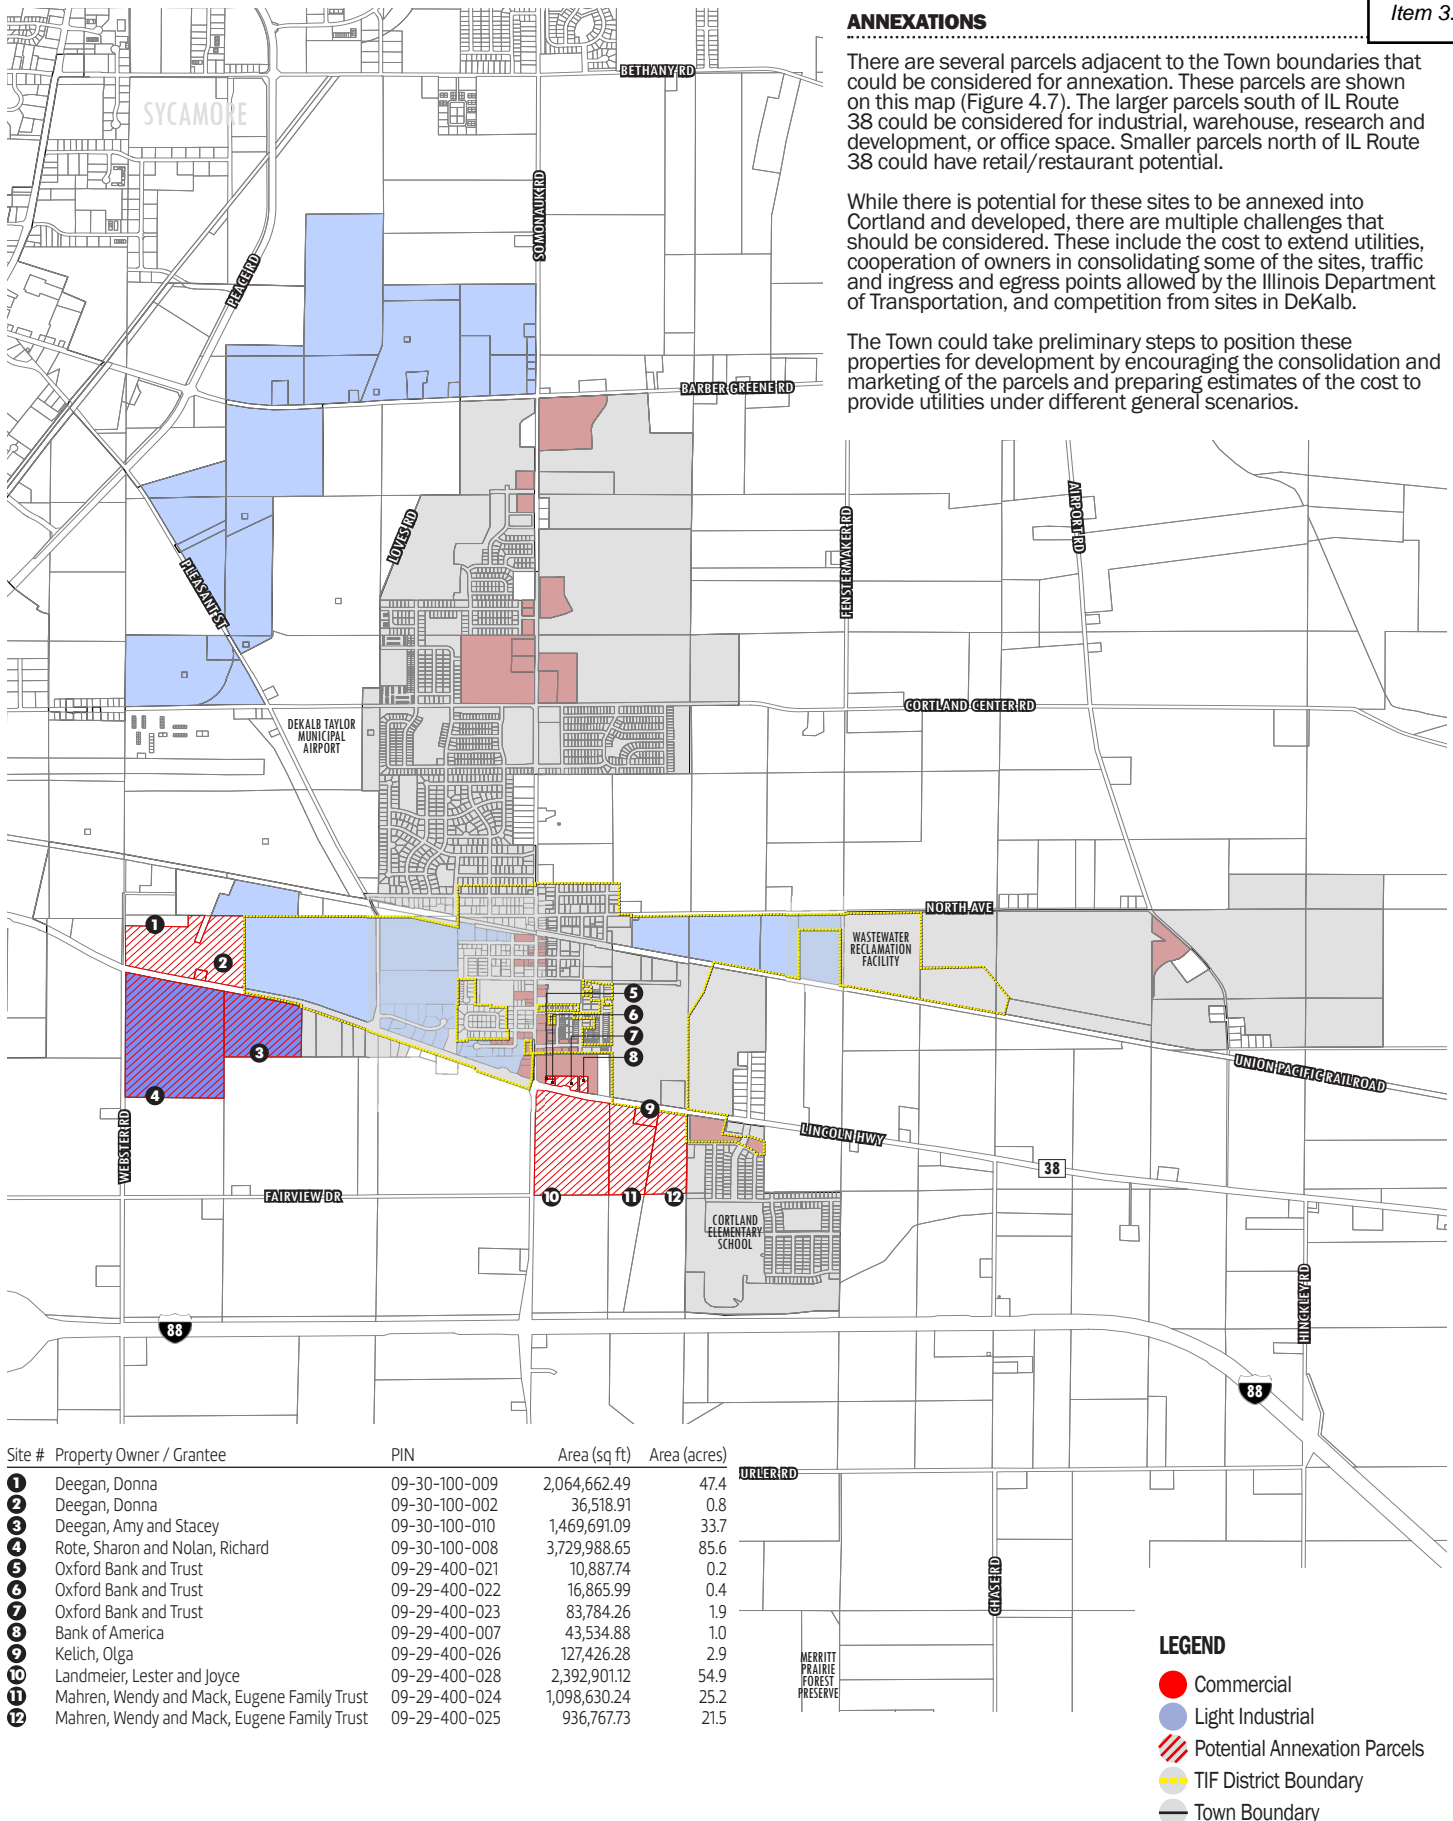 Item 3.
ANNEXATIONS
There are several parcels adjacent to the Town boundaries that
could be considered for annexation. These parcels are shown
on this map (Figure 4.7). The larger parcels south of IL Route
38 could be considered for industrial, warehouse, research and
development, or office space. Smaller parcels north of IL Route
38 could have retail/restaurant potential.
While there is potential for these sites to be annexed into
Cortland and developed, there are multiple challenges that
should be considered. These include the cost to extend utilities,
cooperation of owners in consolidating some of the sites, traffic
and ingress and egress points allowed by the Illinois Department
of Transportation, and competition from sites in DeKalb.
The Town could take preliminary steps to position these
properties for development by encouraging the consolidation and
marketing of the parcels and preparing estimates of the cost to
provide utilities under different general scenarios.
BETHANY RD
SYCAMORE
SOMONAUK RD
PEACE RD
BARBER GREENE RD
LOVES RD
FENSTERMAKER RD
AIRPORT RD
PLEASANT ST
CORTLAND CENTER RD
DEKALB TAYLOR
MUNICIPAL
AIRPORT
NORTH AVE
WASTEWATER
RECLAMATION
FACILITY
1
2
3
4
5
6
7
8
9
10
11
12
UNION PACIFIC RAILROAD
LINCOLN HWY
38
WEBSTER RD
FAIRVIEW DR
CORTLAND
ELEMENTARY
SCHOOL
HINCKLEY RD
88
88
URLER RD
CHASE RD
MERRITT
PRAIRIE
FOREST
PRESERVE
Site # Property Owner / Grantee PIN Area (sq ft) Area (acres)
1 Deegan, Donna 09-30-100-009 2,064,662.49 47.4
2 Deegan, Donna 09-30-100-002 36,518.91 0.8
3 Deegan, Amy and Stacey 09-30-100-010 1,469,691.09 33.7
4 Rote, Sharon and Nolan, Richard 09-30-100-008 3,729,988.65 85.6
5 Oxford Bank and Trust 09-29-400-021 10,887.74 0.2
6 Oxford Bank and Trust 09-29-400-022 16,865.99 0.4
7 Oxford Bank and Trust 09-29-400-023 83,784.26 1.9
8 Bank of America 09-29-400-007 43,534.88 1.0
9 Kelich, Olga 09-29-400-026 127,426.28 2.9
10 Landmeier, Lester and Joyce 09-29-400-028 2,392,901.12 54.9
11 Mahren, Wendy and Mack, Eugene Family Trust 09-29-400-024 1,098,630.24 25.2
12 Mahren, Wendy and Mack, Eugene Family Trust 09-29-400-025 936,767.73 21.5
LEGEND
Commercial
Light Industrial
Potential Annexation Parcels
TIF District Boundary
Town Boundary